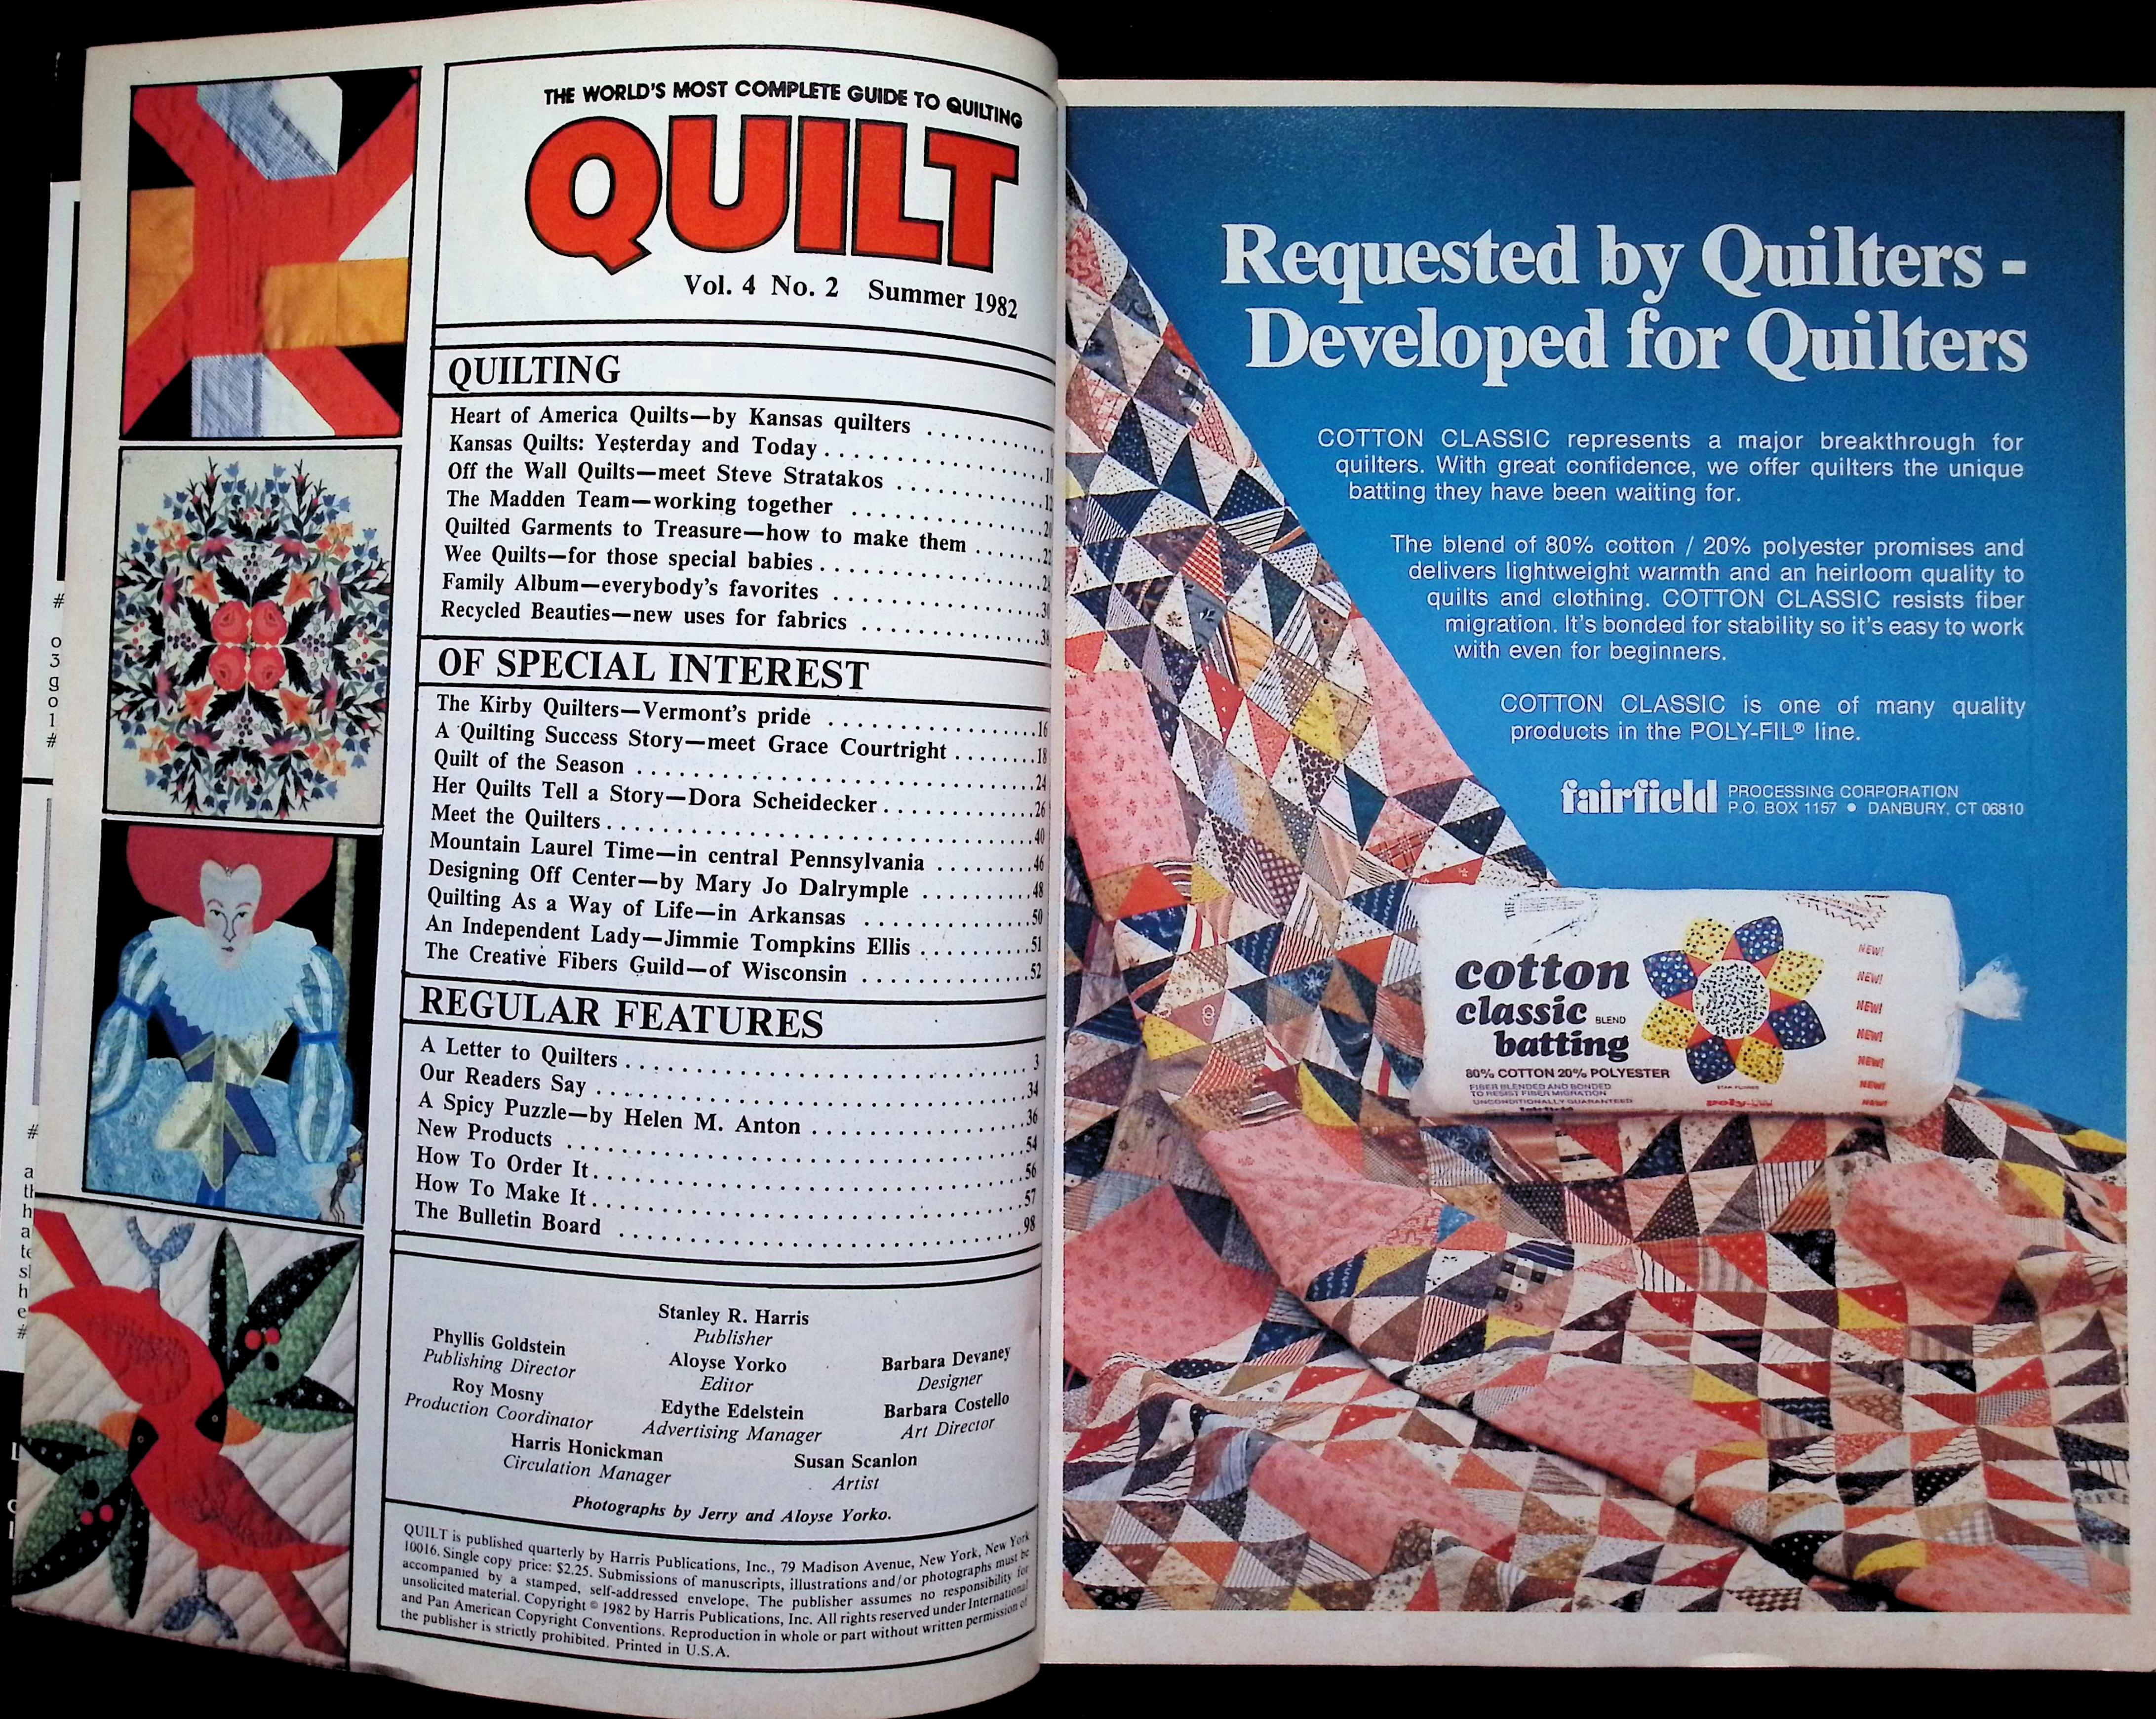 THE WORLD'S MOST COMPLETE GUIDE TO QUILTING
QUILT
Vol. 4 No. 2 Summer 1982
QUILTING
Heart of America Quilts—by Kansas quilters
Kansas Quilts: Yesterday and Today
Off the Wall Quilts—meet Steve Stratakos
The Madden Team—working together
Quilted Garments to Treasure—how to make them
Wee Quilts—for those special babies
Family Album—everybody's favorites
Recycled Beauties—new uses for fabrics
OF SPECIAL INTEREST
The Kirby Quilters—Vermont's pride 16
A Quilting Success Story—meet Grace Courtright 18
Quilt of the Season 24
Her Quilts Tell a Story—Dora Scheidecker 26
Meet the Quilters 40
Mountain Laurel Time—in central Pennsylvania 46
Designing Off Center—by Mary Jo Dalrymple 48
Quilting As a Way of Life—in Arkansas 50
An Independent Lady—Jimmie Tompkins Ellis 51
The Creative Fibers Guild—of Wisconsin 52
REGULAR FEATURES
A Letter to Quilters 3
Our Readers Say 34
A Spicy Puzzle—by Helen M. Anton 36
New Products 54
How To Order It 56
How To Make It 57
The Bulletin Board 98
Stanley R. Harris
Publisher
Phyllis Goldstein
Publishing Director
Aloyse Yorko
Editor
Barbara Devaney
Designer
Roy Mosny
Production Coordinator
Edythe Edelstein
Advertising Manager
Barbara Costello
Art Director
Harris Honickman
Circulation Manager
Susan Scanlon
Artist
Photographs by Jerry and Aloyse Yorko.
QUILT is published quarterly by Harris Publications, Inc., 79 Madison Avenue, New York, New York
10016. Single copy price: $2.25. Submissions of manuscripts, illustrations and/or photographs must be
accompanied by a stamped, self-addressed envelope. The publisher assumes no responsibility for
unsolicited material. Copyright © 1982 by Harris Publications, Inc. All rights reserved under International
and Pan American Copyright Conventions. Reproduction in whole or part without written permission of
the publisher is strictly prohibited. Printed in U.S.A.
Requested by Quilters -
Developed for Quilters
COTTON CLASSIC represents a major breakthrough for
quilters. With great confidence, we offer quilters the unique
batting they have been waiting for.
The blend of 80% cotton / 20% polyester promises and
delivers lightweight warmth and an heirloom quality to
quilts and clothing. COTTON CLASSIC resists fiber
migration. It's bonded for stability so it's easy to work
with even for beginners.
COTTON CLASSIC is one of many quality
products in the POLY-FIL® line.
fairfield PROCESSING CORPORATION
P.O. BOX 1157 • DANBURY, CT 06810
cotton
classic BLEND
batting
80% COTTON 20% POLYESTER
FIBER BLENDED AND BONDED
TO RESIST FIBER MIGRATION
UNCONDITIONALLY GUARANTEED
NEW!
NEW!
NEW!
NEW!
NEW!
NEW!
NEW!